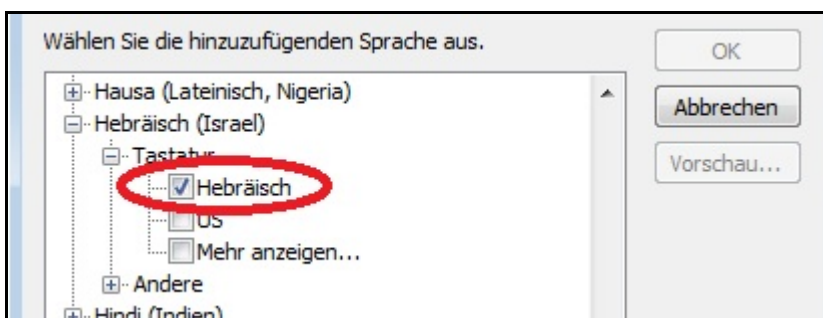 Wählen Sie die hinzuzufügenden Sprache aus.
OK
Hausa (Lateinisch, Nigeria)
Abbrechen
Hebräisch (Israel)
Tastatur
Vorschau...
Hebräisch
US
Mehr anzeigen...
Andere
Hindi (Indien)